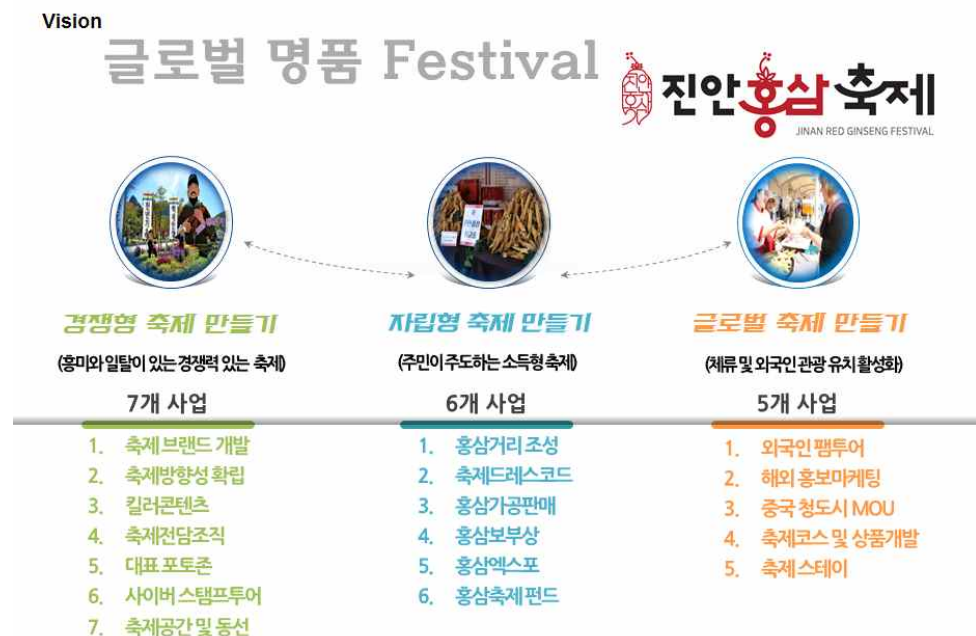 Vision
글로벌 명품 Festival
진안홍삼축제
JINAN RED GINSENG FESTIVAL
경쟁형 축제 만들기
(흥미와 일탈이 있는 경쟁력 있는 축제)
7개 사업
1. 축제 브랜드 개발
2. 축제방향성 확립
3. 킬러콘텐츠
4. 축제전담조직
5. 대표 포토존
6. 사이버 스탬프투어
7. 축제공간 및 동선
자립형 축제 만들기
(주민이 주도하는 소득형 축제)
6개 사업
1. 홍삼거리 조성
2. 축제드레스코드
3. 홍삼가공판매
4. 홍삼보부상
5. 홍삼엑스포
6. 홍삼축제 펀드
글로벌 축제 만들기
(체류 및 외국인 관광 유치 활성화)
5개 사업
1. 외국인 팸투어
2. 해외 홍보마케팅
3. 중국 청도시 MOU
4. 축제코스 및 상품개발
5. 축제 스테이